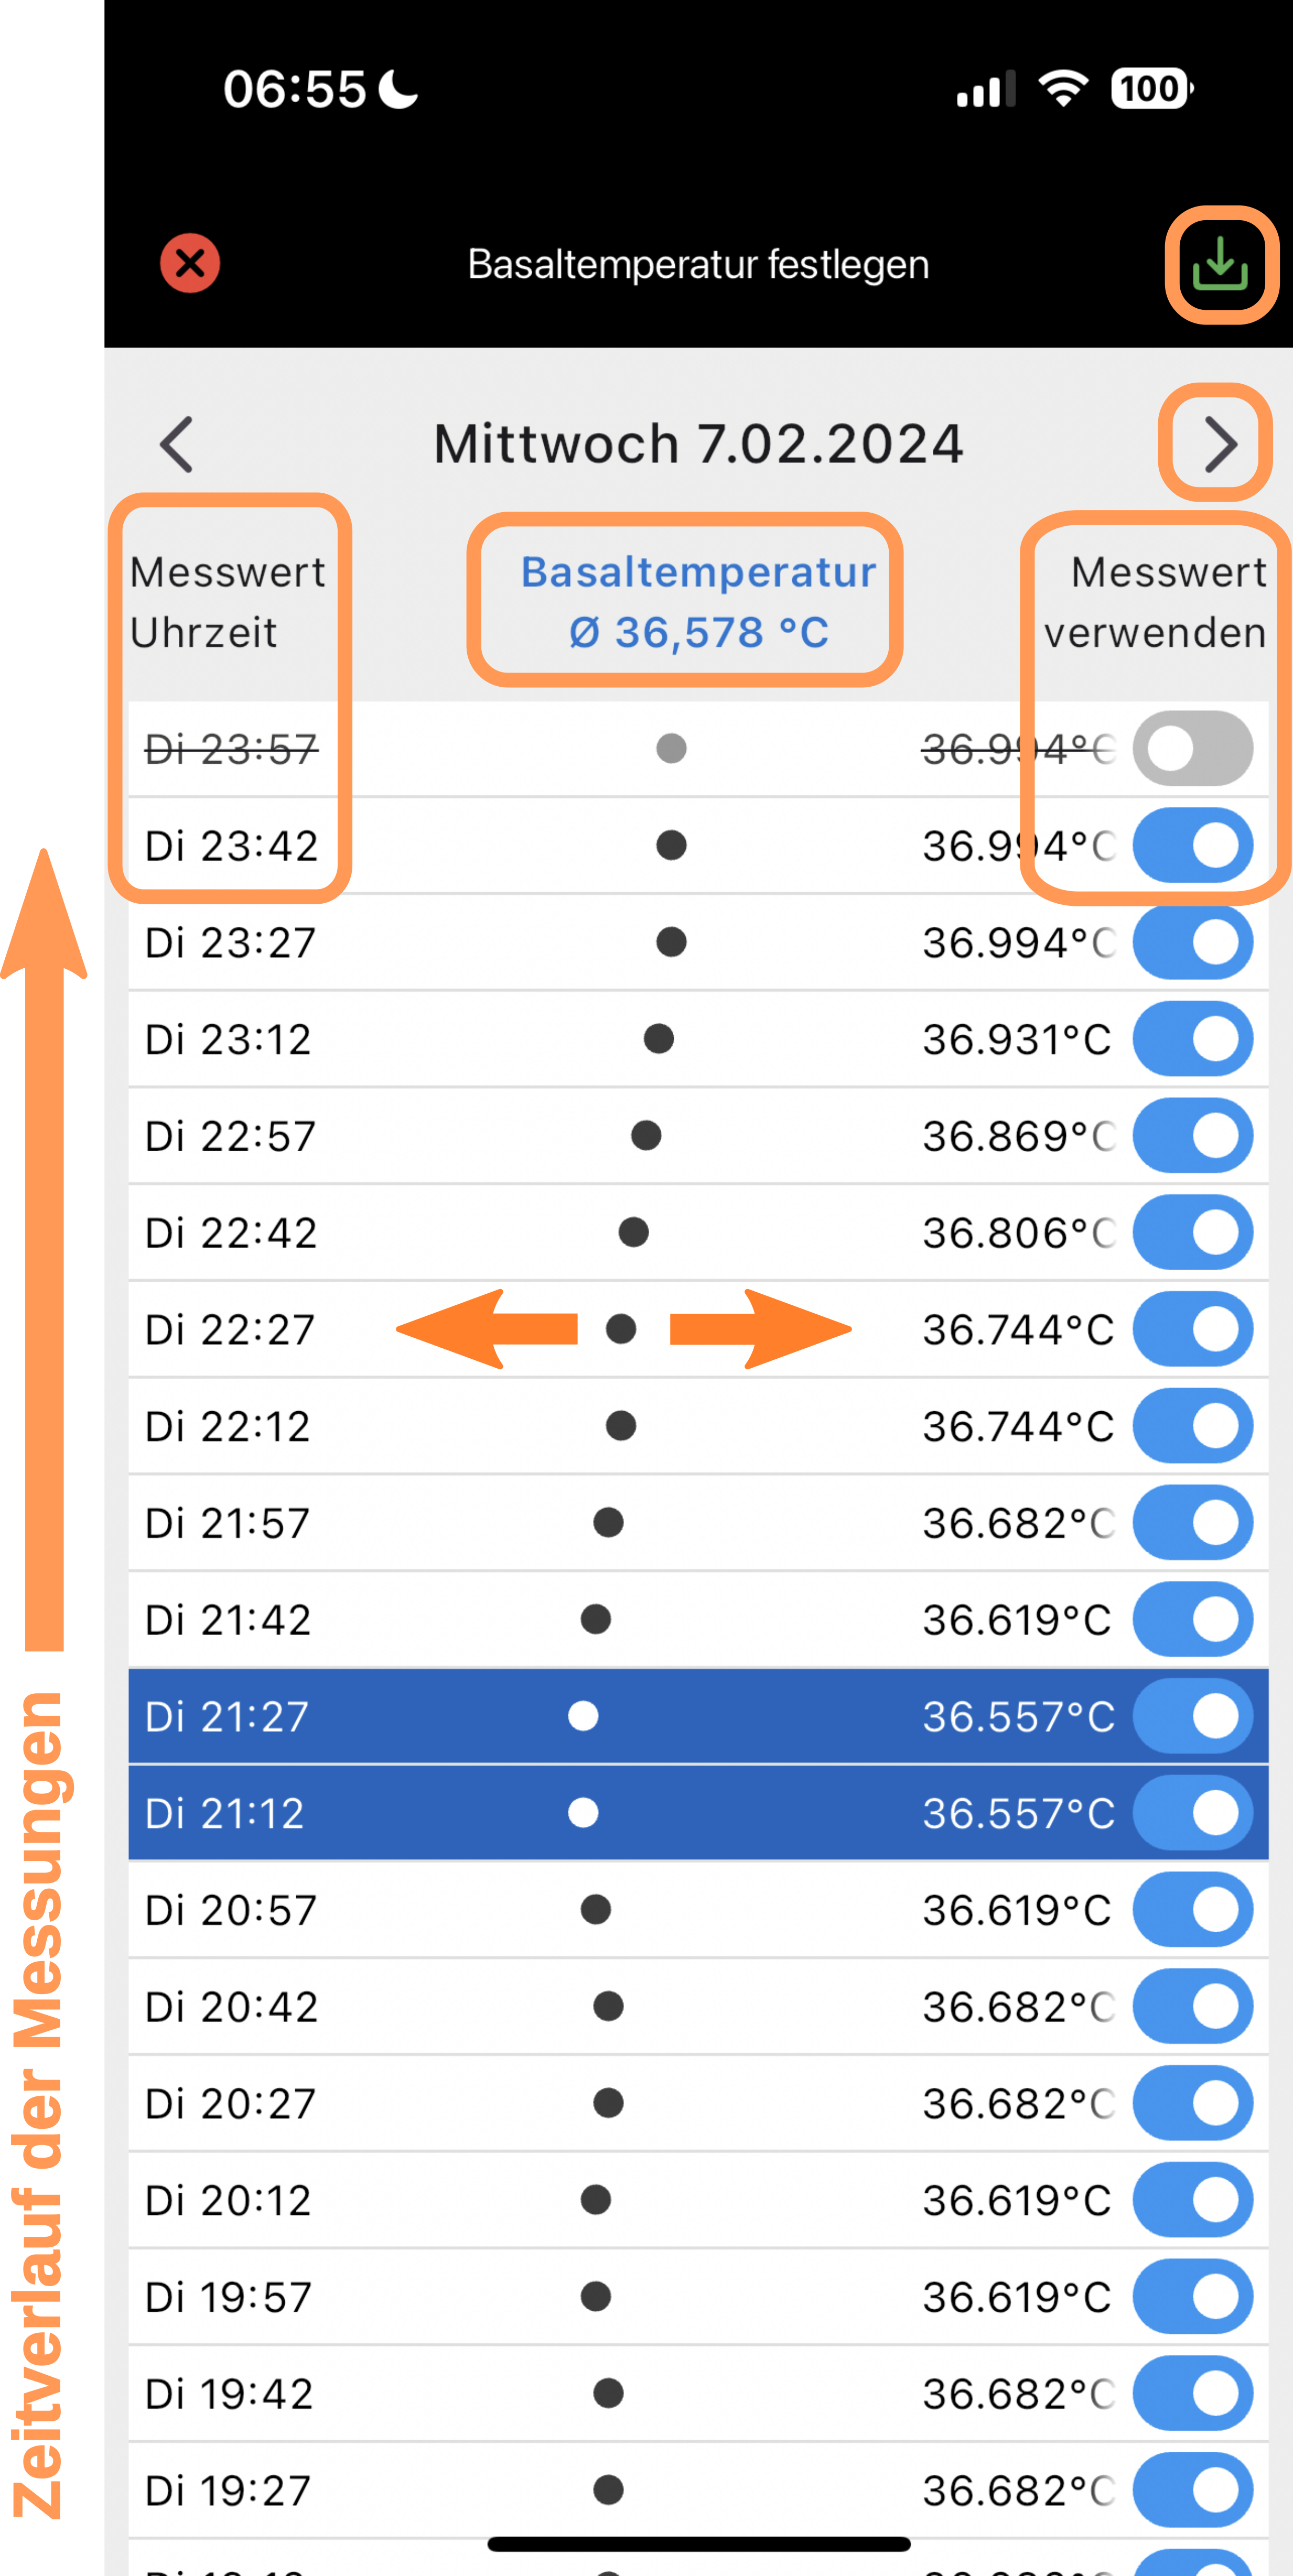 06:55
100
Basaltemperatur festlegen
Mittwoch 7.02.2024
Messwert
Uhrzeit
Basaltemperatur
Ø 36,578 °C
Messwert
verwenden
Di 23:57 36.994°C
Di 23:42 36.994°C
Di 23:27 36.994°C
Di 23:12 36.931°C
Di 22:57 36.869°C
Di 22:42 36.806°C
Di 22:27 36.744°C
Di 22:12 36.744°C
Di 21:57 36.682°C
Di 21:42 36.619°C
Di 21:27 36.557°C
Di 21:12 36.557°C
Di 20:57 36.619°C
Di 20:42 36.682°C
Di 20:27 36.682°C
Di 20:12 36.619°C
Di 19:57 36.619°C
Di 19:42 36.682°C
Di 19:27 36.682°C
Zeitverlauf der Messungen